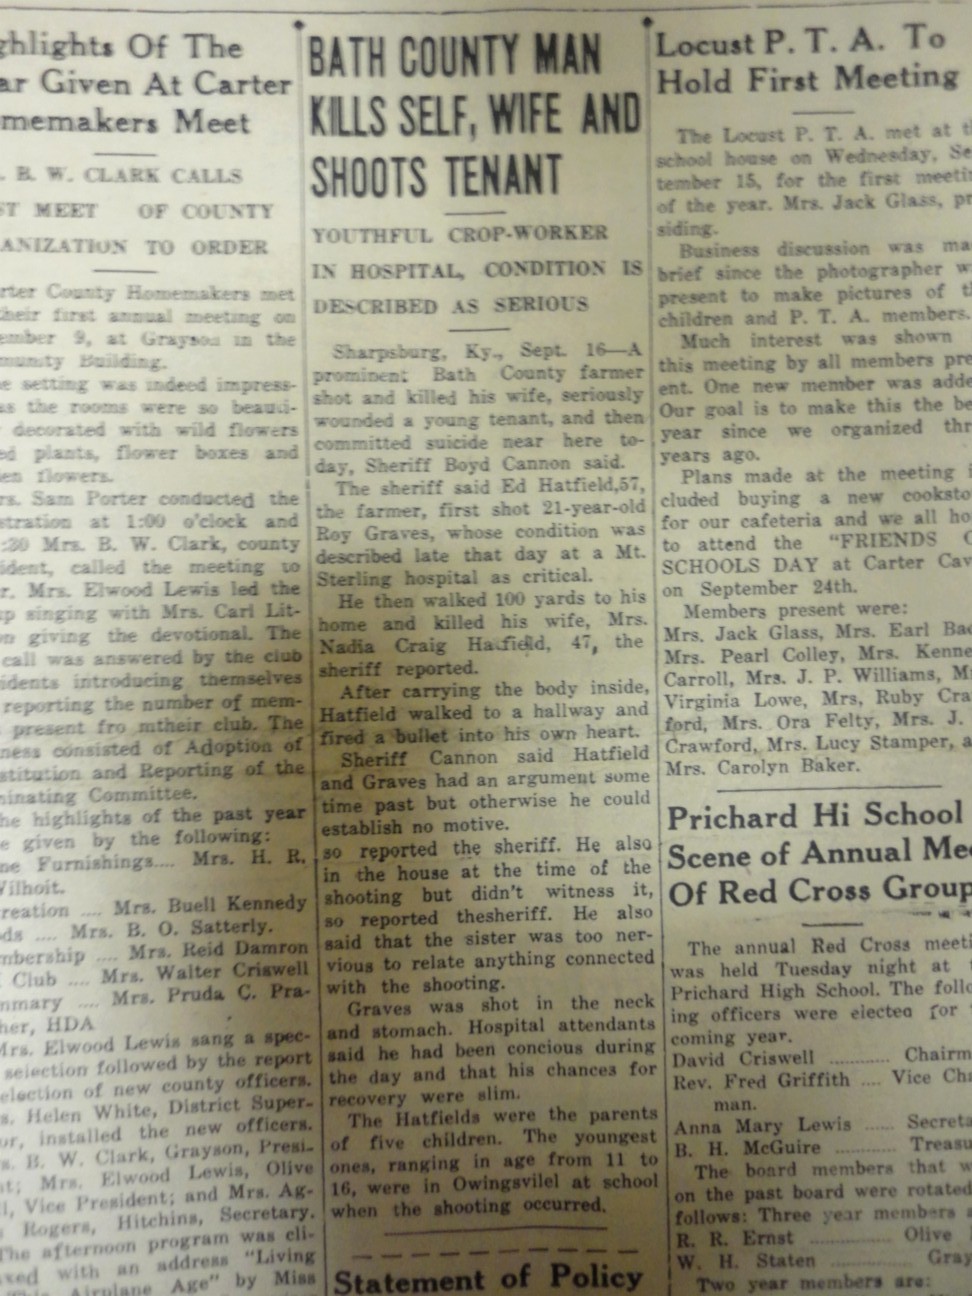 ghlights Of The
ar Given At Carter
memakers Meet
. B. W. CLARK CALLS
ST MEET OF COUNTY
ANIZATION TO ORDER
rter County Homemakers met
heir first annual meeting on
ember 9, at Grayson in the
munity Building.
e setting was indeed impress-
as the rooms were so beauti-
decorated with wild flowers
ed plants, flower boxes and
en flowers.
rs. Sam Porter conducted the
stration at 1:00 o'clock and
:30 Mrs. B. W. Clark, county
ident, called the meeting to
r. Mrs. Elwood Lewis led the
up singing with Mrs. Carl Lit-
on giving the devotional. The
call was answered by the club
idents introducing themselves
reporting the number of mem-
present fro mtheir club. The
ness consisted of Adoption of
stitution and Reporting of the
minating Committee.
he highlights of the past year
e given by the following:
me Furnishings.... Mrs. H. R.
Wilhoit.
reation .... Mrs. Buell Kennedy
ods .... Mrs. B. O. Satterly.
mbership .... Mrs. Reid Damron
Club .... Mrs. Walter Criswell
mmary .... Mrs. Pruda C. Pra-
her, HDA
Mrs. Elwood Lewis sang a spec-
selection followed by the report
election of new county officers.
s. Helen White, District Super-
or, installed the new officers.
s. B. W. Clark, Grayson, Presi-
nt; Mrs. Elwood Lewis, Olive
l, Vice President; and Mrs. Ag-
Rogers, Hitchins, Secretary.
The afternoon program was cli-
xed with an address "Living
This Airplane Age" by Miss
BATH COUNTY MAN
KILLS SELF, WIFE AND
SHOOTS TENANT
YOUTHFUL CROP-WORKER
IN HOSPITAL, CONDITION IS
DESCRIBED AS SERIOUS
Sharpsburg, Ky., Sept. 16—A
prominent Bath County farmer
shot and killed his wife, seriously
wounded a young tenant, and then
committed suicide near here to-
day, Sheriff Boyd Cannon said.
The sheriff said Ed Hatfield,57,
the farmer, first shot 21-year-old
Roy Graves, whose condition was
described late that day at a Mt.
Sterling hospital as critical.
He then walked 100 yards to his
home and killed his wife, Mrs.
Nadia Craig Hatfield, 47, the
sheriff reported.
After carrying the body inside,
Hatfield walked to a hallway and
fired a bullet into his own heart.
Sheriff Cannon said Hatfield
and Graves had an argument some
time past but otherwise he could
establish no motive.
so reported the sheriff. He also
in the house at the time of the
shooting but didn't witness it,
so reported thesheriff. He also
said that the sister was too ner-
vious to relate anything connected
with the shooting.
Graves was shot in the neck
and stomach. Hospital attendants
said he had been concious during
the day and that his chances for
recovery were slim.
The Hatfields were the parents
of five children. The youngest
ones, ranging in age from 11 to
16, were in Owingsvilel at school
when the shooting occurred.
Statement of Policy
Locust P. T. A. To
Hold First Meeting
The Locust P. T. A. met at th
school house on Wednesday, Se
tember 15, for the first meetin
of the year. Mrs. Jack Glass, pr
siding.
Business discussion was ma
brief since the photographer w
present to make pictures of th
children and P. T. A. members.
Much interest was shown
this meeting by all members pre
ent. One new member was adde
Our goal is to make this the be
year since we organized thr
years ago.
Plans made at the meeting i
cluded buying a new cooksto
for our cafeteria and we all ho
to attend the "FRIENDS O
SCHOOLS DAY at Carter Cav
on September 24th.
Members present were:
Mrs. Jack Glass, Mrs. Earl Bac
Mrs. Pearl Colley, Mrs. Kenne
Carroll, Mrs. J. P. Williams, M
Virginia Lowe, Mrs, Ruby Cra
ford, Mrs. Ora Felty, Mrs. J.
Crawford, Mrs. Lucy Stamper, a
Mrs. Carolyn Baker.
Prichard Hi School
Scene of Annual Mee
Of Red Cross Group
The annual Red Cross meeti
was held Tuesday night at t
Prichard High School. The follo
ing officers were elected for
coming year.
David Criswell ........... Chairm
Rev. Fred Griffith .... Vice Cha
man.
Anna Mary Lewis ...... Secreta
B. H. McGuire ........... Treasu
The board members that w
on the past board were rotated
follows: Three year members a
R. R. Ernst .............. Olive
W. H. Staten .............. Gray
Two year members are: